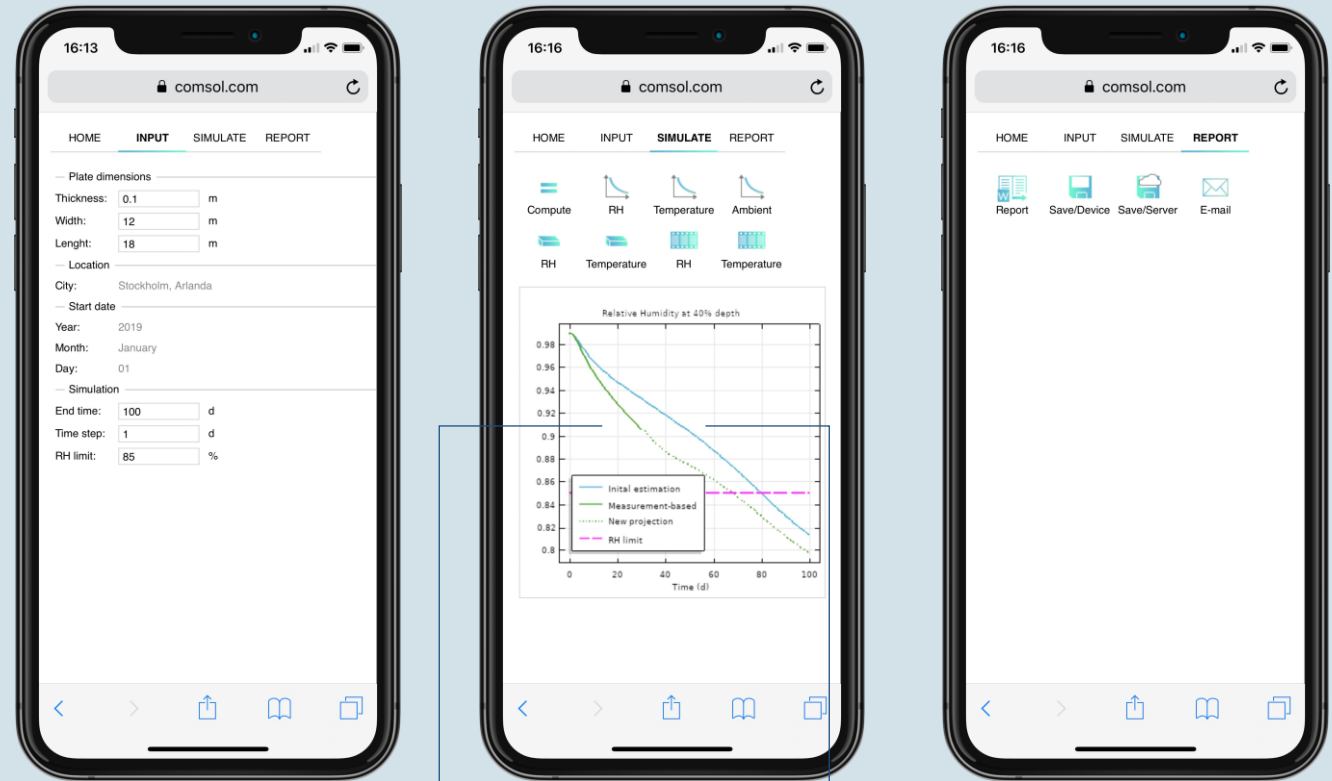 16:13
comsol.com
HOME INPUT SIMULATE REPORT
Plate dimensions
Thickness: 0.1 m
Width: 12 m
Lenght: 18 m
Location
City: Stockholm, Arlanda
Start date
Year: 2019
Month: January
Day: 01
Simulation
End time: 100 d
Time step: 1 d
RH limit: 85 %
16:16
comsol.com
HOME INPUT SIMULATE REPORT
Compute RH Temperature Ambient
RH Temperature RH Temperature
Relative Humidity at 40% depth
0.98
0.96
0.94
0.92
0.9
0.88
0.86
0.84
0.82
0.8
Inital estimation
Measurement-based
New projection
RH limit
0 20 40 60 80 100
Time (d)
16:16
comsol.com
HOME INPUT SIMULATE REPORT
W
Report Save/Device Save/Server E-mail